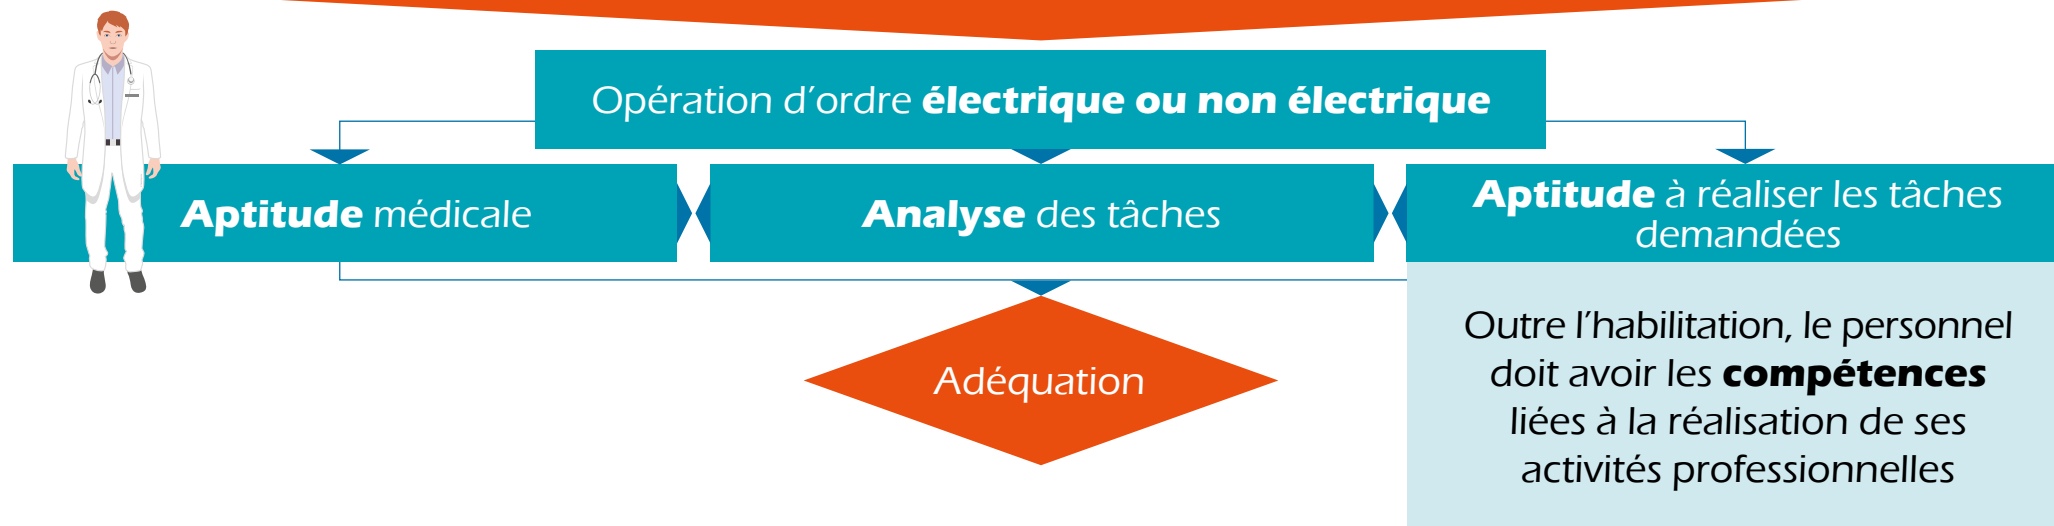 Opération d’ordre électrique ou non électrique
Aptitude médicale
Analyse des tâches
Aptitude à réaliser les tâches
demandées
Adéquation
Outre l’habilitation, le personnel
doit avoir les compétences
liées à la réalisation de ses
activités professionnelles